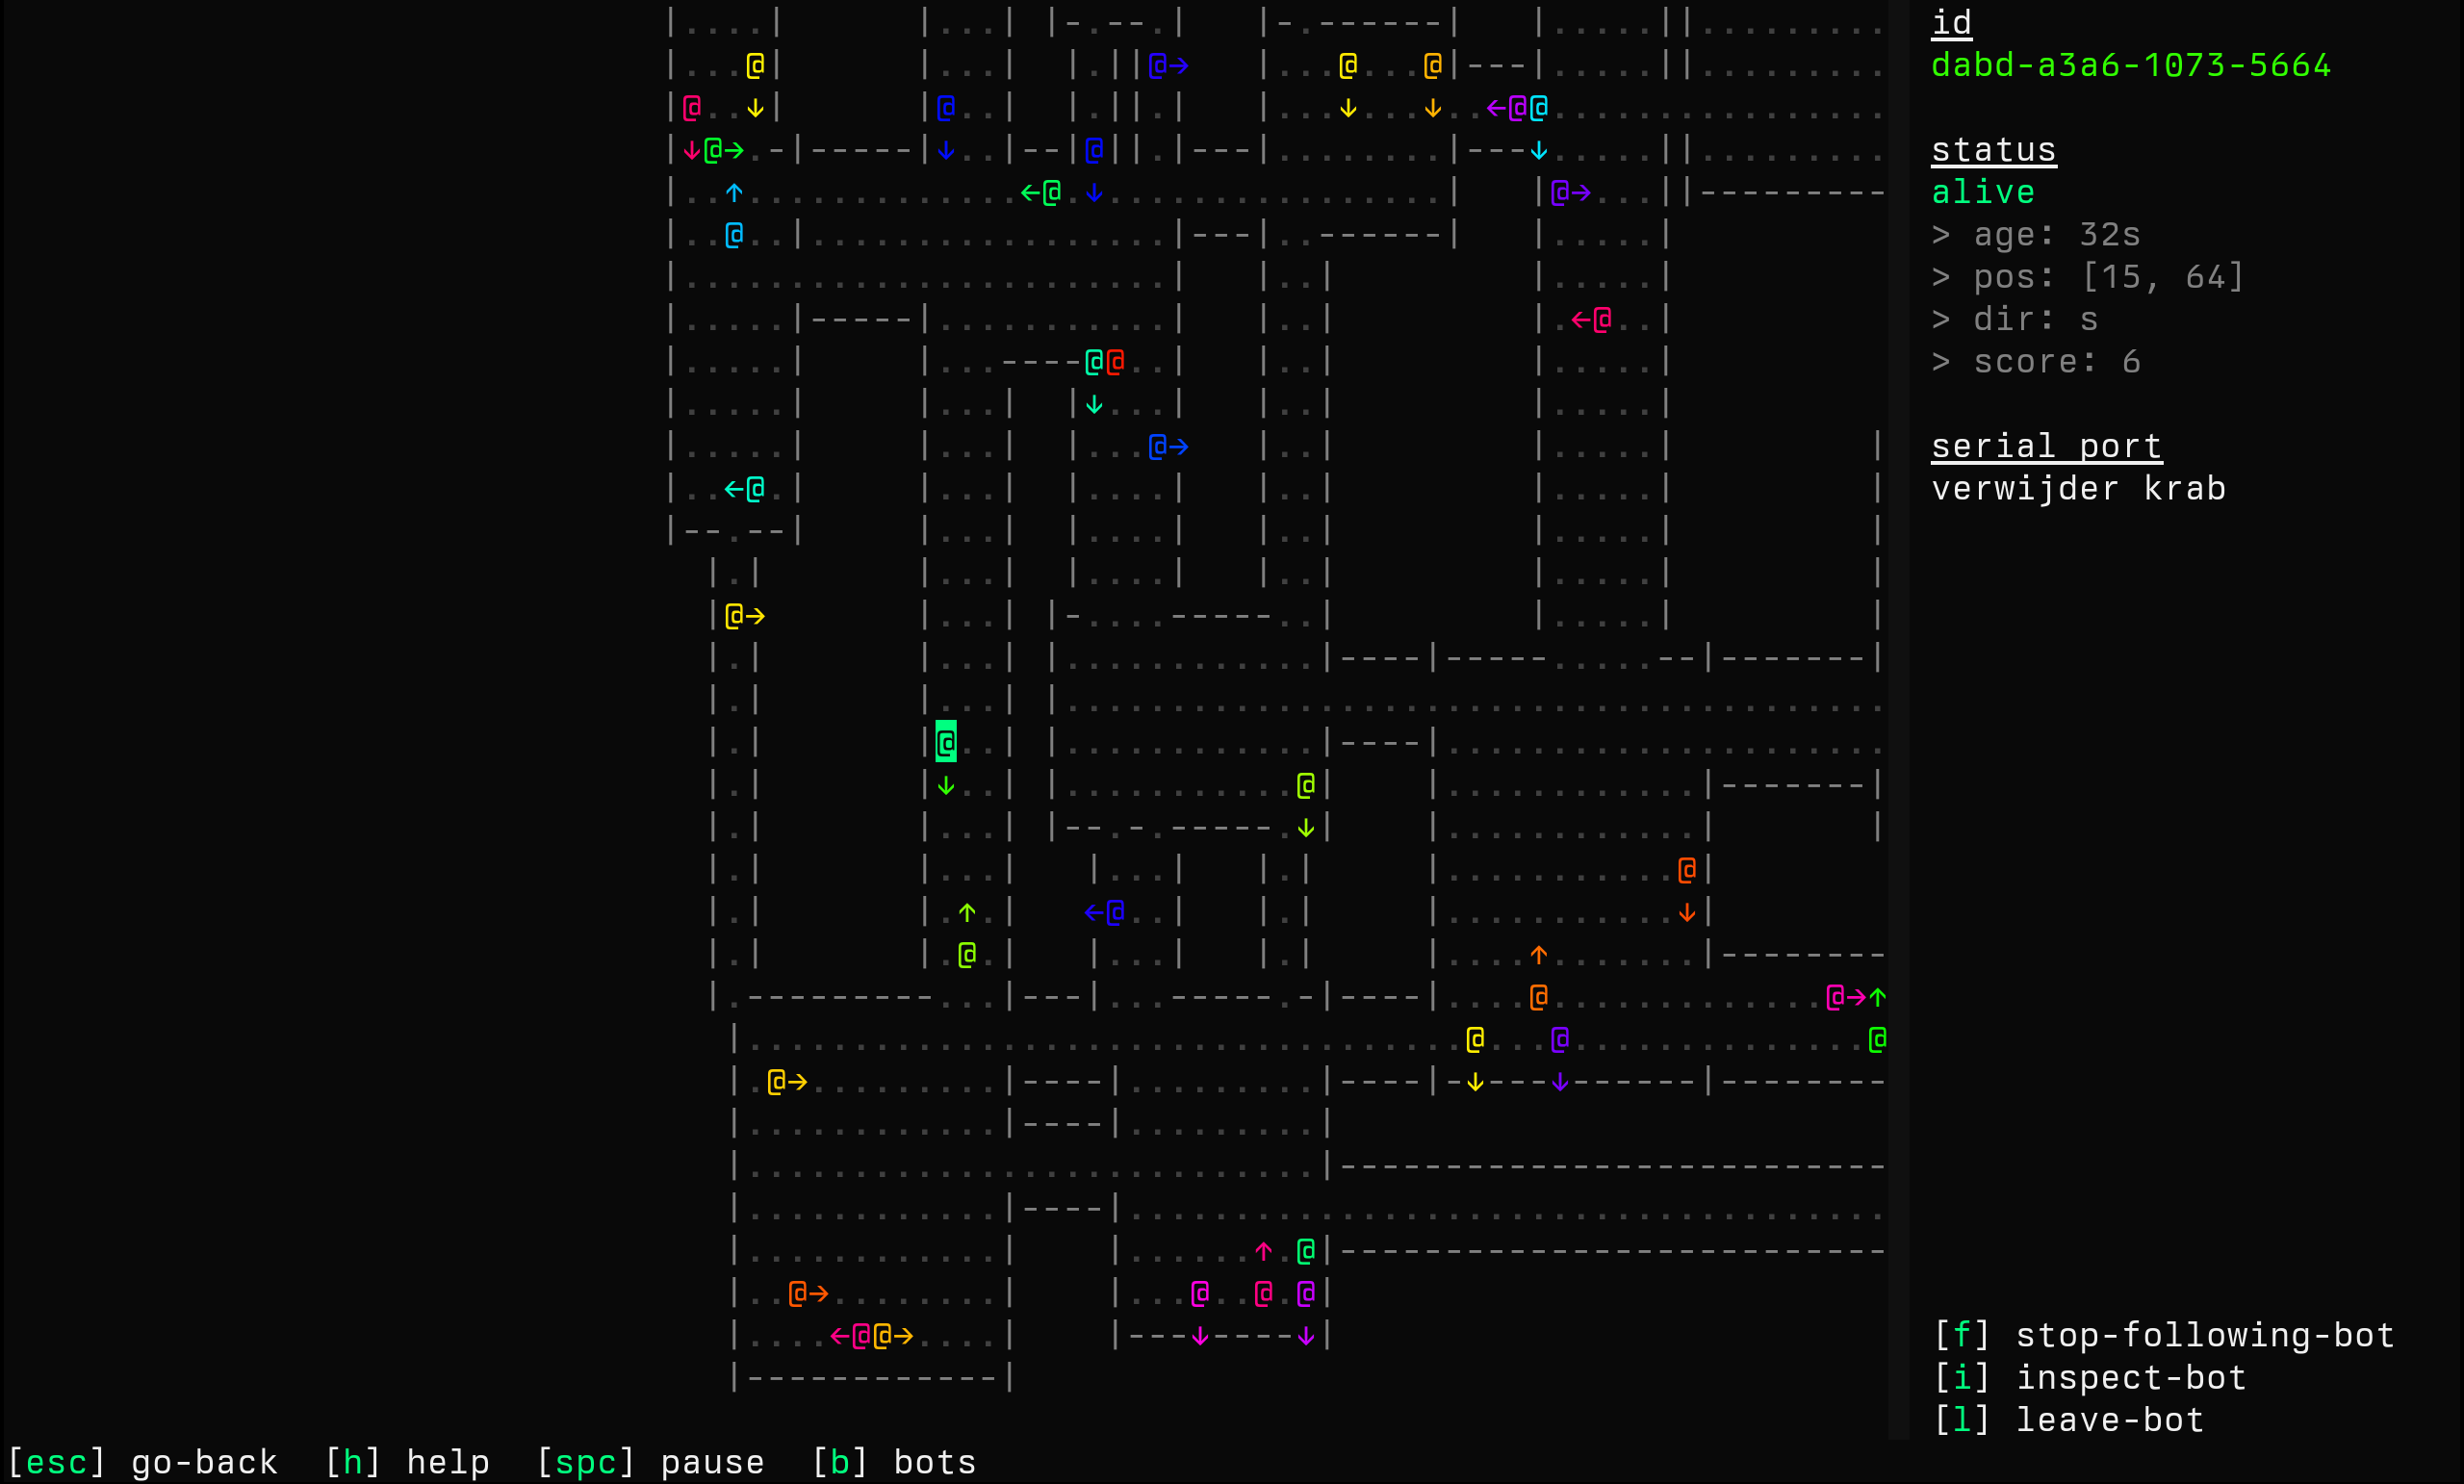 id
dabd-a3a6-1073-5664
status
alive
> age: 32s
> pos: [15, 64]
> dir: s
> score: 6
serial port
verwijder krab
[f] stop-following-bot
[i] inspect-bot
[l] leave-bot
[esc] go-back [h] help [spc] pause [b] bots